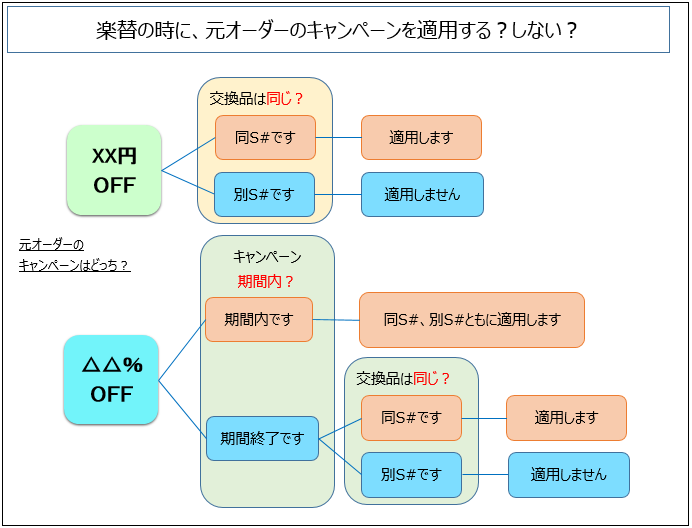 楽替の時に、元オーダーのキャンペーンを適用する？しない？
交換品は同じ？
XX円
OFF
同S#です
適用します
別S#です
適用しません
元オーダーの
キャンペーンはどっち？
キャンペーン
期間内？
期間内です
同S#、別S#ともに適用します
△△%
OFF
交換品は同じ？
期間終了です
同S#です
適用します
別S#です
適用しません